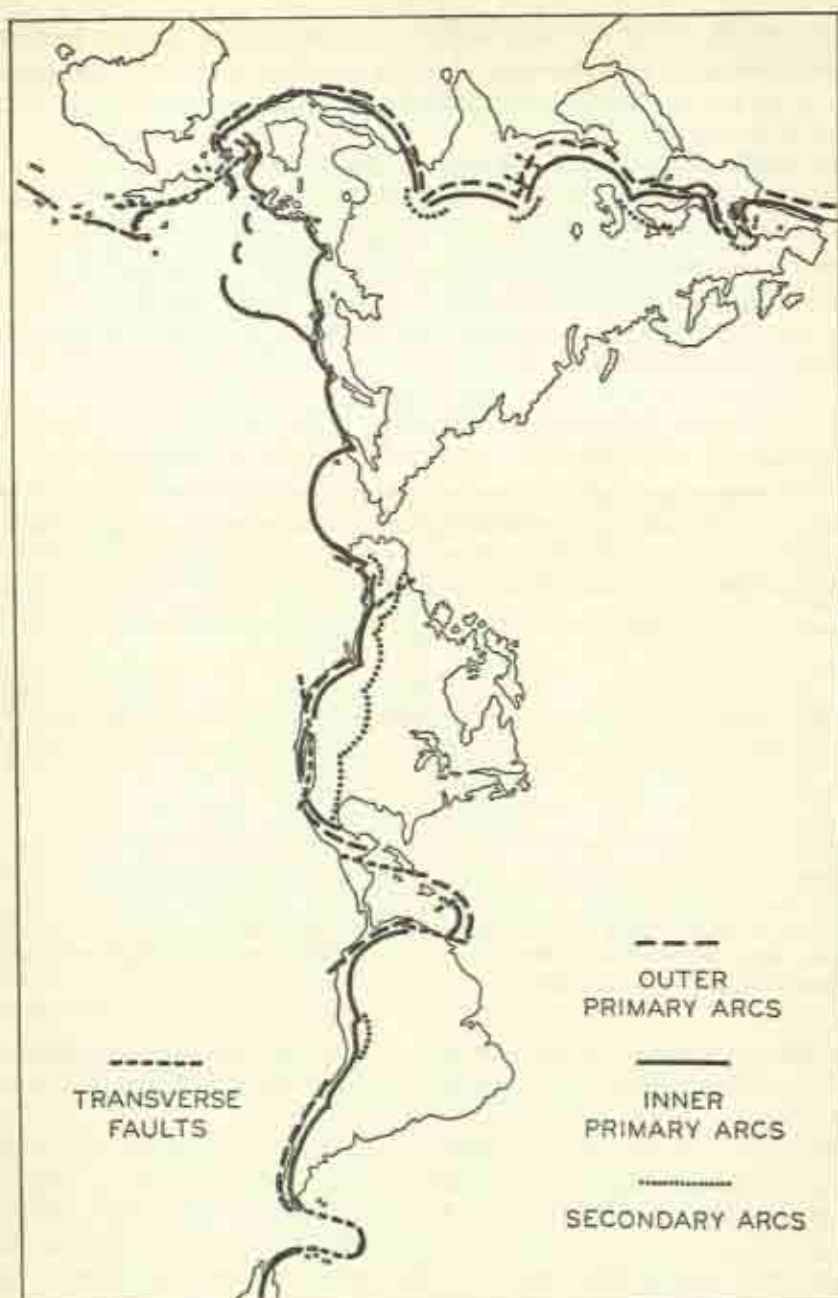 OUTER
PRIMARY ARCS
TRANSVERSE
FAULTS
INNER
PRIMARY ARCS
SECONDARY ARCS